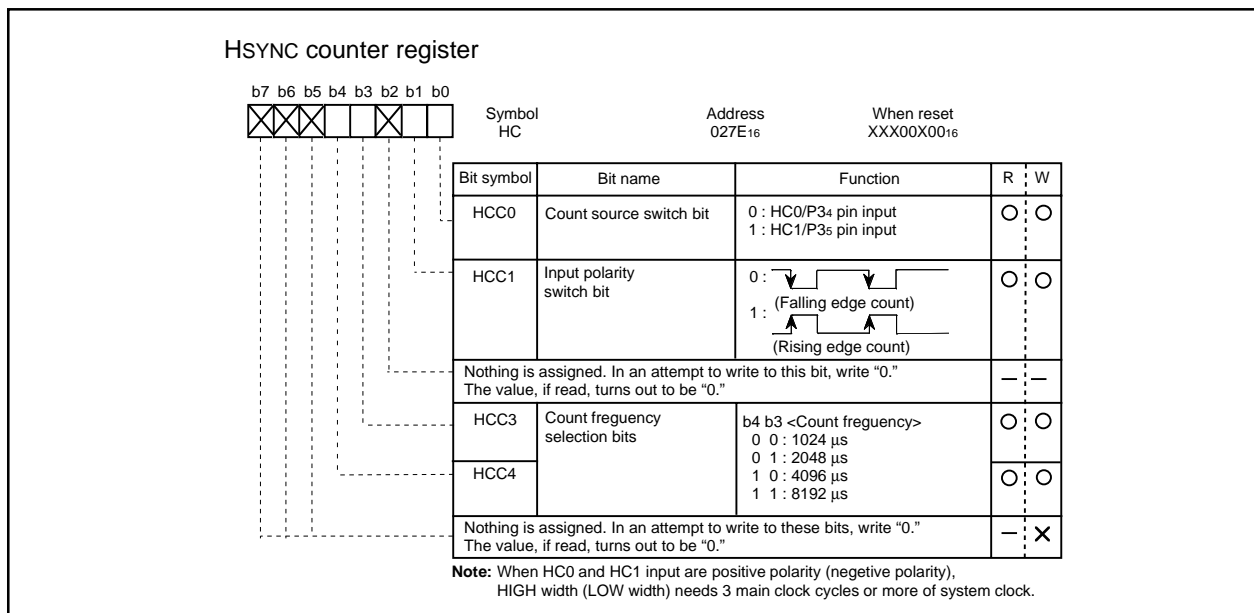 HSYNC counter register
b7 b6 b5 b4 b3 b2 b1 b0
Symbol Address When reset
HC 027E16 XXX00X0016
Bit symbol Bit name Function R W
HCC0 Count source switch bit 0 : HC0/P34 pin input
1 : HC1/P35 pin input
HCC1 Input polarity
switch bit
0 :
(Falling edge count)
1 :
(Rising edge count)
Nothing is assigned. In an attempt to write to this bit, write “0.”
The value, if read, turns out to be “0.”
HCC3 Count freguency
selection bits
b4 b3 <Count freguency>
0 0 : 1024 µs
0 1 : 2048 µs
1 0 : 4096 µs
1 1 : 8192 µs
HCC4
Nothing is assigned. In an attempt to write to these bits, write “0.”
The value, if read, turns out to be “0.”
Note: When HC0 and HC1 input are positive polarity (negetive polarity),
HIGH width (LOW width) needs 3 main clock cycles or more of system clock.